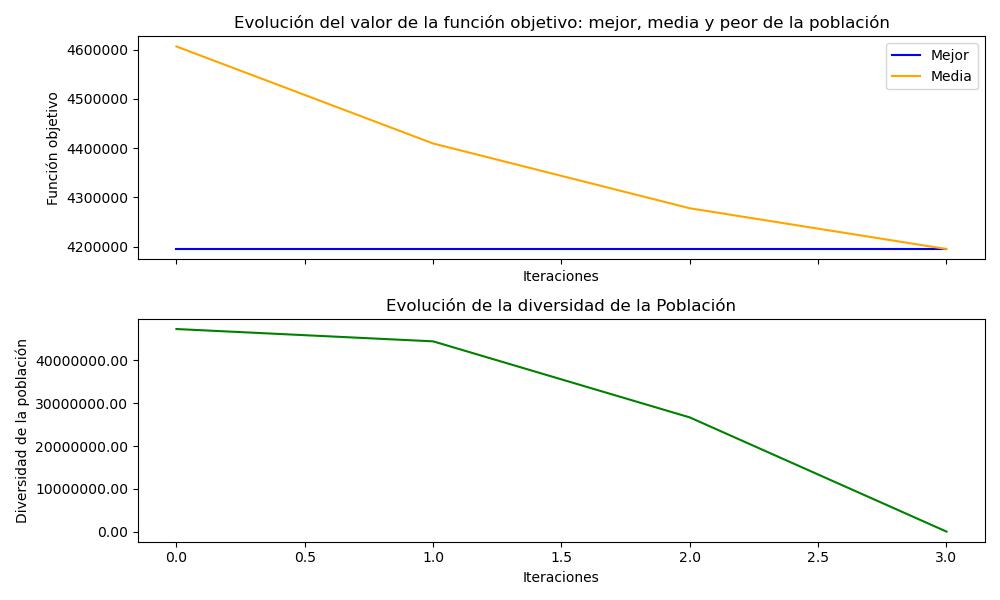 Evolución del valor de la función objetivo: mejor, media y peor de la población
Función objetivo
4600000
4500000
4400000
4300000
4200000
Mejor
Media
Iteraciones
Evolución de la diversidad de la Población
Diversidad de la población
40000000.00
30000000.00
20000000.00
10000000.00
0.00
0.0 0.5 1.0 1.5 2.0 2.5 3.0
Iteraciones